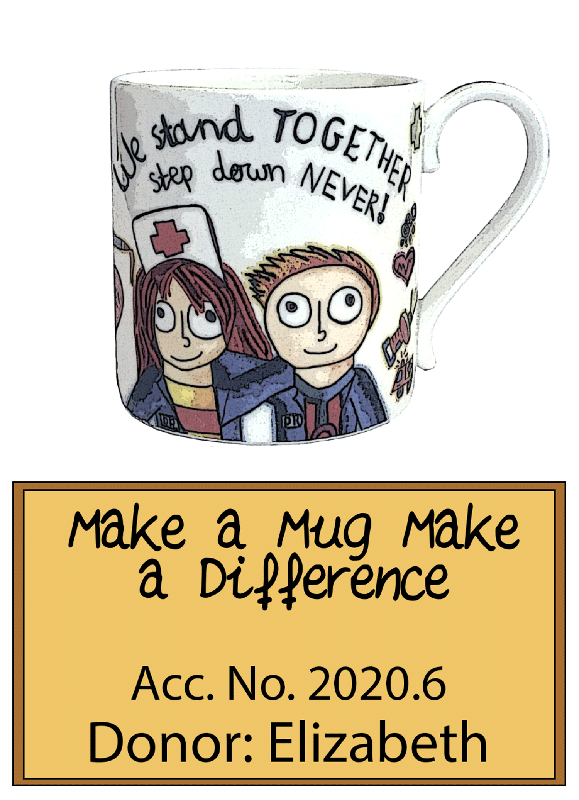 We stand TOGETHER
step down NEVER!
Make a Mug Make
a Difference
Acc. No. 2020.6
Donor: Elizabeth